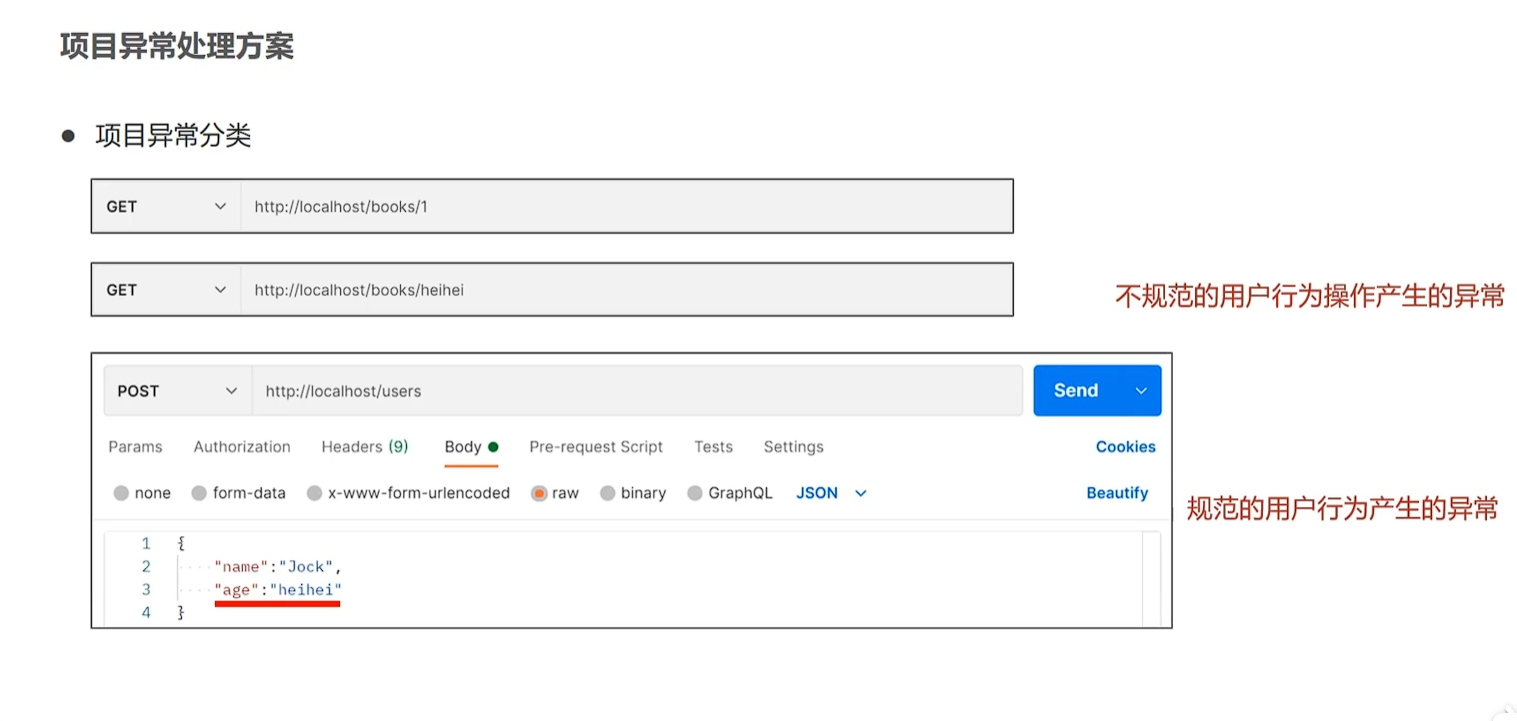 项目异常处理方案
● 项目异常分类
GET http://localhost/books/1
GET http://localhost/books/heihei
不规范的用户行为操作产生的异常
POST http://localhost/users Send
Params Authorization Headers (9) Body Pre-request Script Tests Settings Cookies
none form-data x-www-form-urlencoded raw binary GraphQL JSON Beautify
规范的用户行为产生的异常
1 {
2 "name":"Jock",
3 "age":"heihei"
4 }